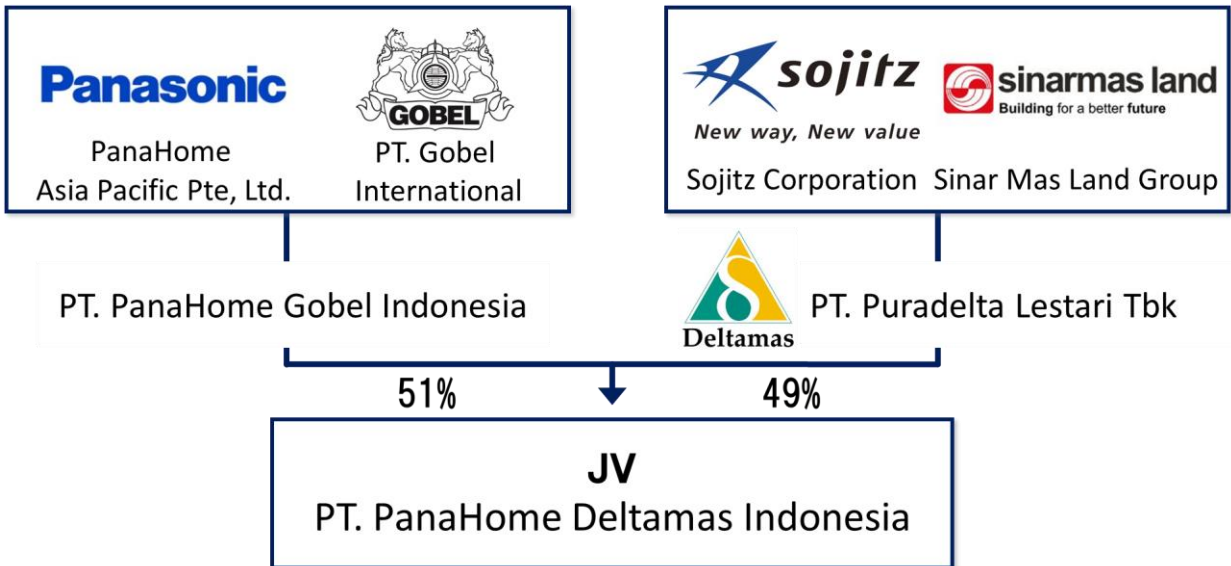 Panasonic
PanaHome
Asia Pacific Pte, Ltd.
GOBEL
PT. Gobel
International
sojitz
New way, New value
Sojitz Corporation
sinarmas land
Building for a better future
Sinar Mas Land Group
PT. PanaHome Gobel Indonesia
Deltamas
PT. Puradelta Lestari Tbk
51%
49%
JV
PT. PanaHome Deltamas Indonesia